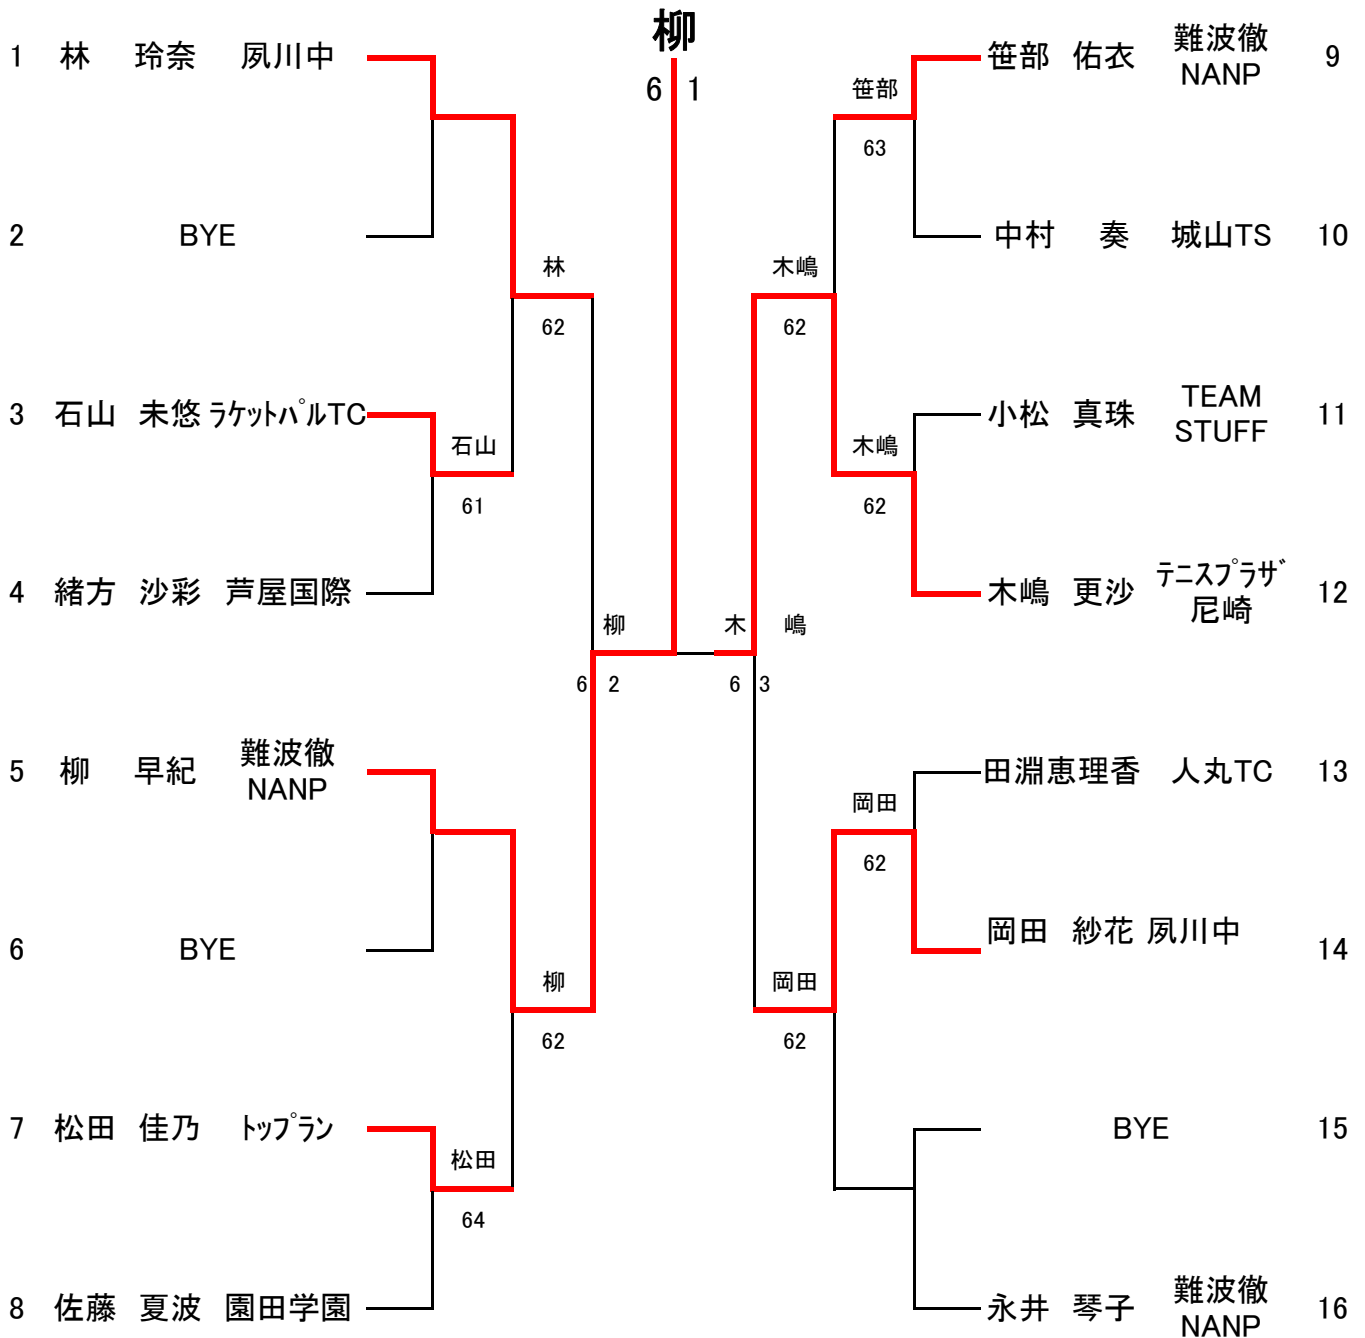 柳
6 1
1 林 玲奈 夙川中
2 BYE
林
62
3 石山 未悠 ラケットパルTC
石山
61
4 緒方 沙彩 芦屋国際
柳
6 2
5 柳 早紀 難波徹
NANP
6 BYE
柳
62
7 松田 佳乃 トップラン
松田
64
8 佐藤 夏波 園田学園
笹部 佑衣 難波徹
NANP 9
笹部
63
中村 奏 城山TS 10
木嶋
62
小松 真珠 TEAM
STUFF 11
木嶋
62
木嶋 更沙 テニスプラザ
尼崎 12
木 嶋
6 3
田淵恵理香 人丸TC 13
岡田
62
岡田 紗花 夙川中 14
岡田
62
BYE 15
永井 琴子 難波徹
NANP 16